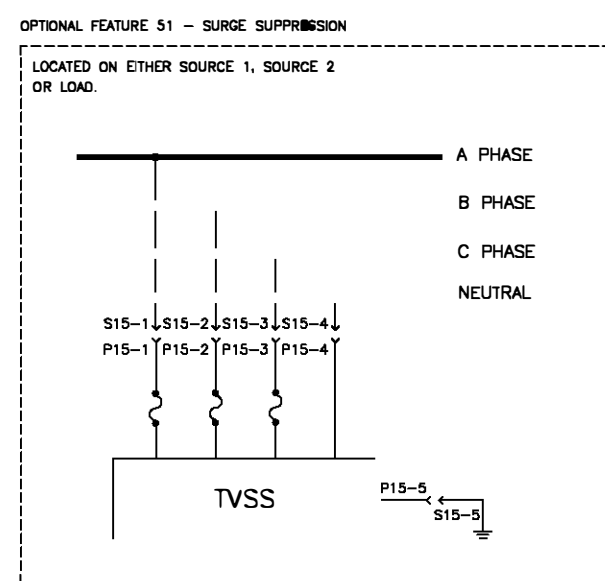 OPTIONAL FEATURE 51 – SURGE SUPPRESSION
LOCATED ON EITHER SOURCE 1, SOURCE 2
OR LOAD.
A PHASE
B PHASE
C PHASE
NEUTRAL
S15-1 S15-2 S15-3 S15-4
P15-1 P15-2 P15-3 P15-4
TVSS
P15-5
S15-5